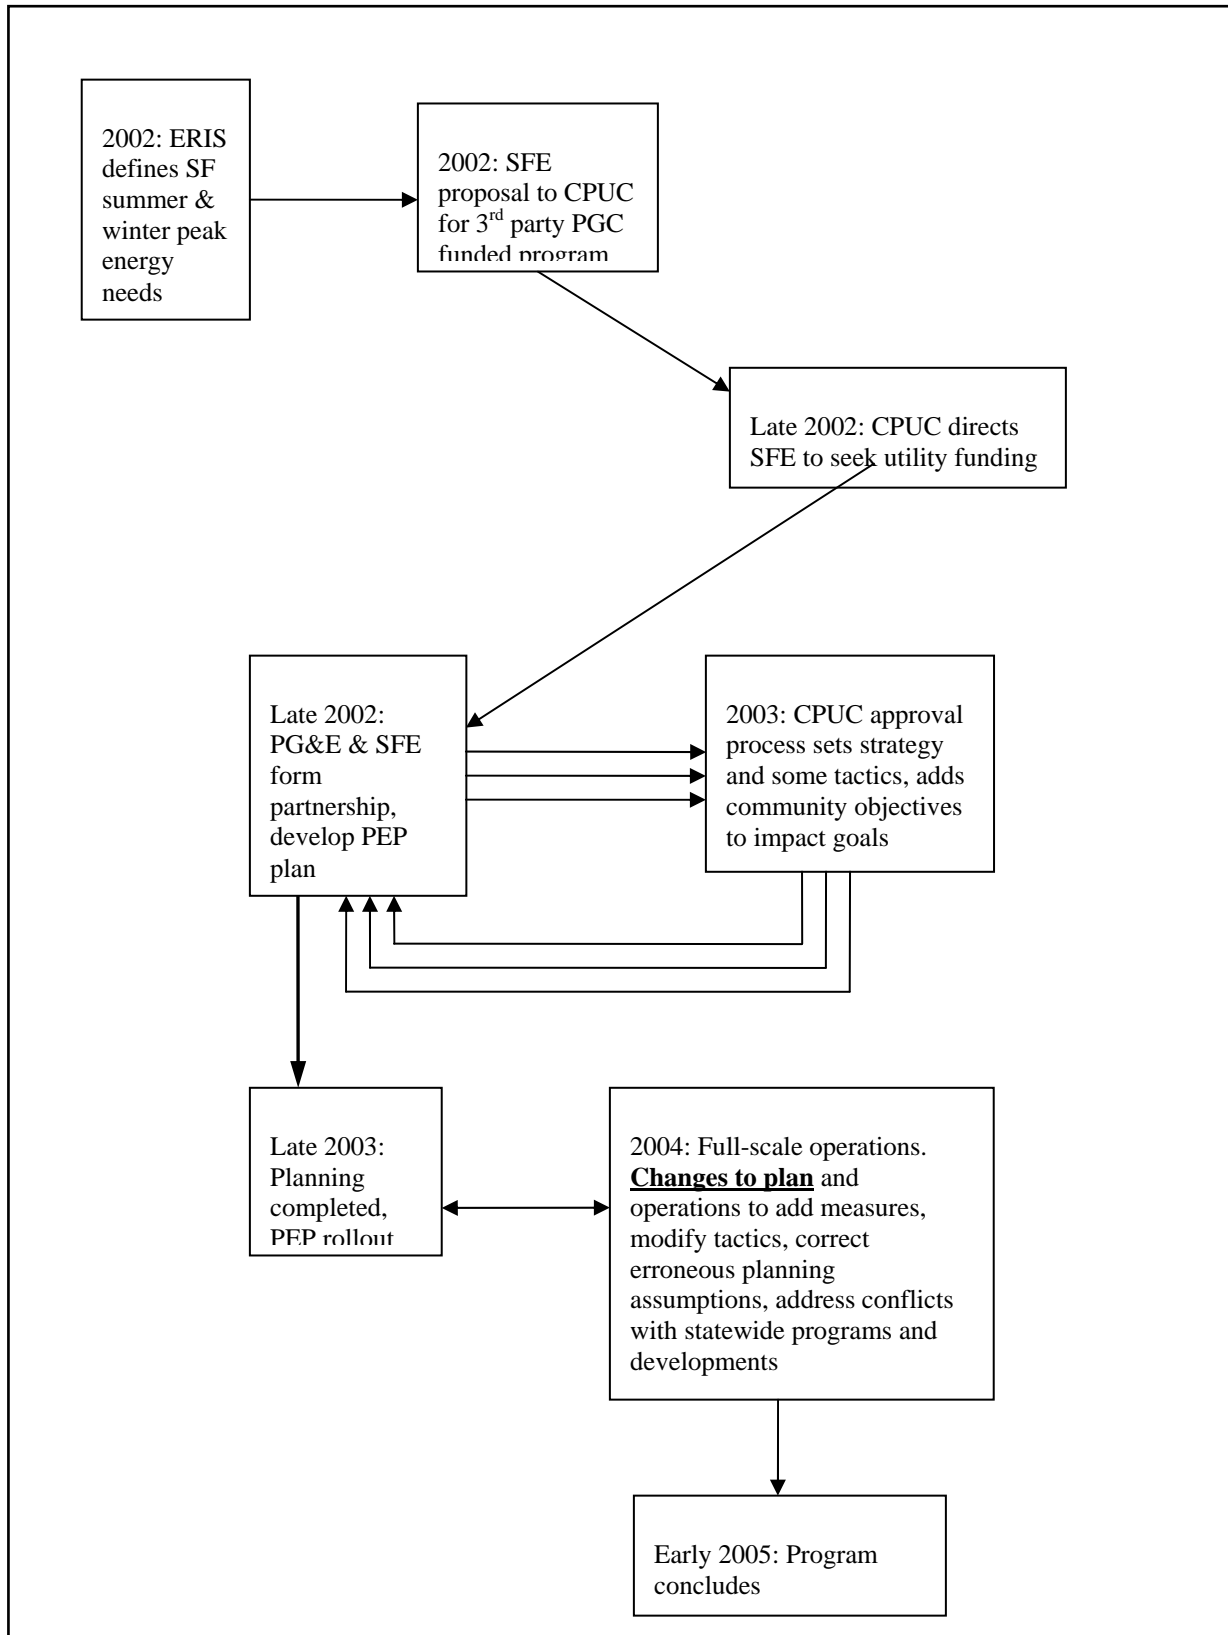 2002: ERIS
defines SF
summer &
winter peak
energy
needs
2002: SFE
proposal to CPUC
for 3rd party PGC
funded program
Late 2002: CPUC directs
SFE to seek utility funding
Late 2002:
PG&E & SFE
form
partnership,
develop PEP
plan
2003: CPUC approval
process sets strategy
and some tactics, adds
community objectives
to impact goals
Late 2003:
Planning
completed,
PEP rollout
2004: Full-scale operations.
Changes to plan and
operations to add measures,
modify tactics, correct
erroneous planning
assumptions, address conflicts
with statewide programs and
developments
Early 2005: Program
concludes